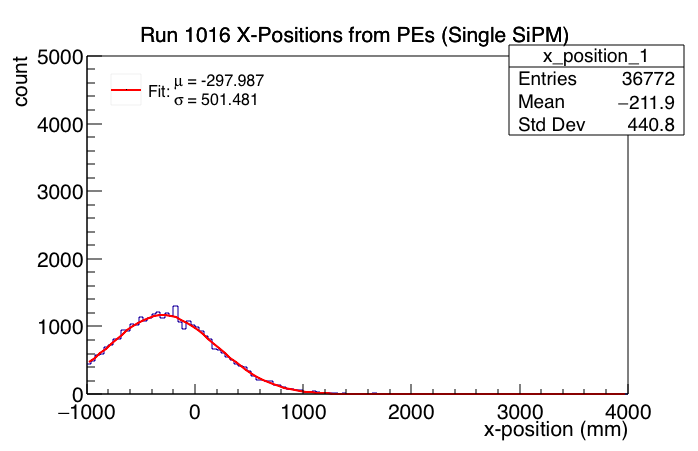 Run 1016 X-Positions from PEs (Single SiPM)
x_position_1
Entries 36772
Mean −211.9
Std Dev 440.8
Fit: μ = -297.987
σ = 501.481
count
5000
4000
3000
2000
1000
0
−1000 0 1000 2000 3000 4000
x-position (mm)